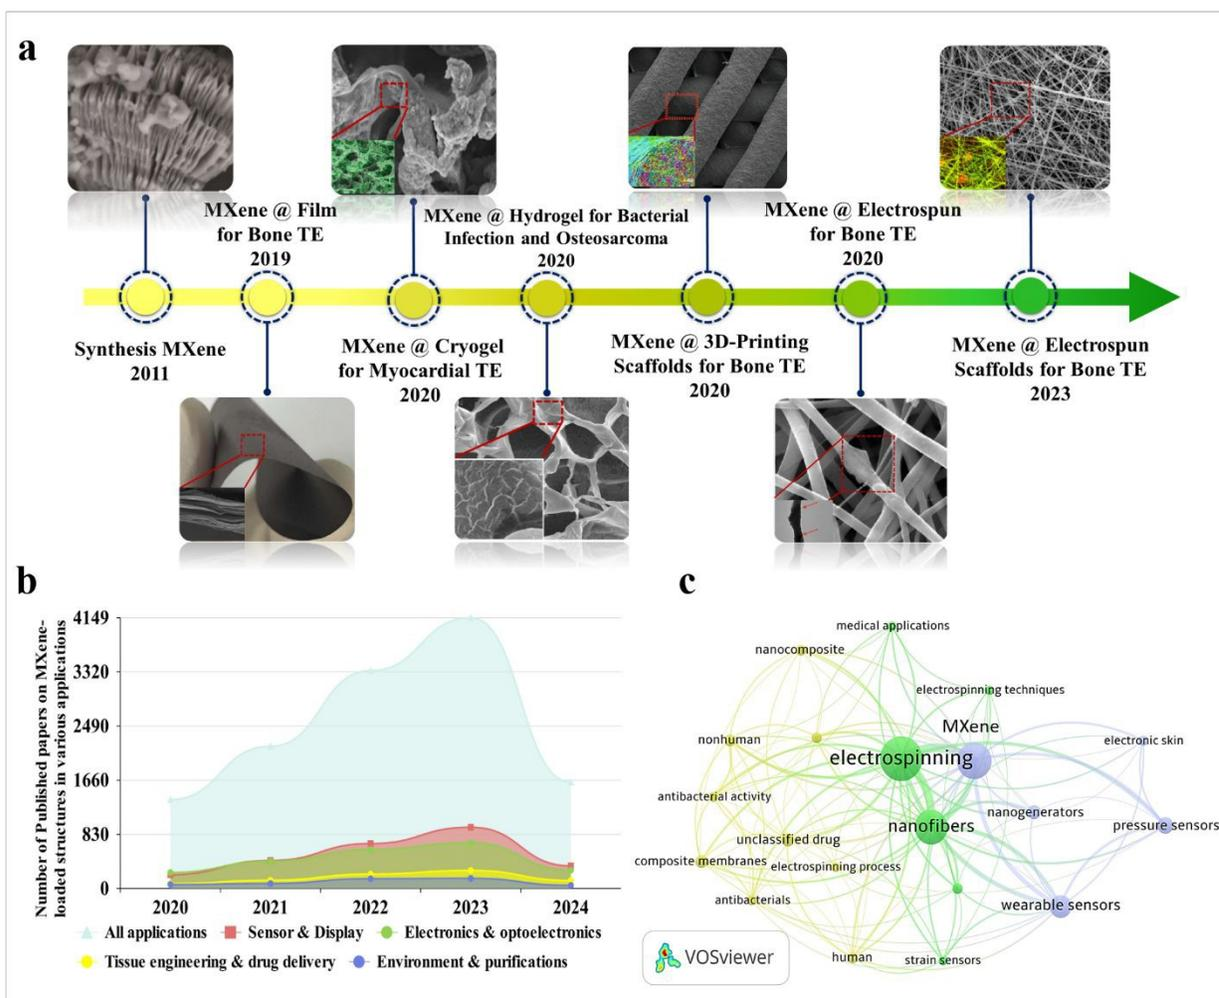 a
MXene @ Film
for Bone TE
2019
MXene @ Hydrogel for Bacterial
Infection and Osteosarcoma
2020
MXene @ Electrospun
for Bone TE
2020
Synthesis MXene
2011
MXene @ Cryogel
for Myocardial TE
2020
MXene @ 3D-Printing
Scaffolds for Bone TE
2020
MXene @ Electrospun
Scaffolds for Bone TE
2023
b
Number of Published papers on MXene-
loaded structures in various applications
4149
3320
2490
1660
830
0
2020
2021
2022
2023
2024
All applications
Sensor & Display
Electronics & optoelectronics
Tissue engineering & drug delivery
Environment & purifications
c
medical applications
nanocomposite
electrospinning techniques
MXene
nonhuman
electronic skin
electrospinning
antibacterial activity
nanogenerators
pressure sensors
nanofibers
unclassified drug
composite membranes
electrospinning process
antibacterials
wearable sensors
human
strain sensors
VOSviewer